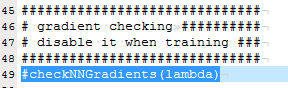 45 ##############################
46 # gradient checking ##########
47 # disable it when training ###
48 ##############################
49 #checkNNGradients(lambda)